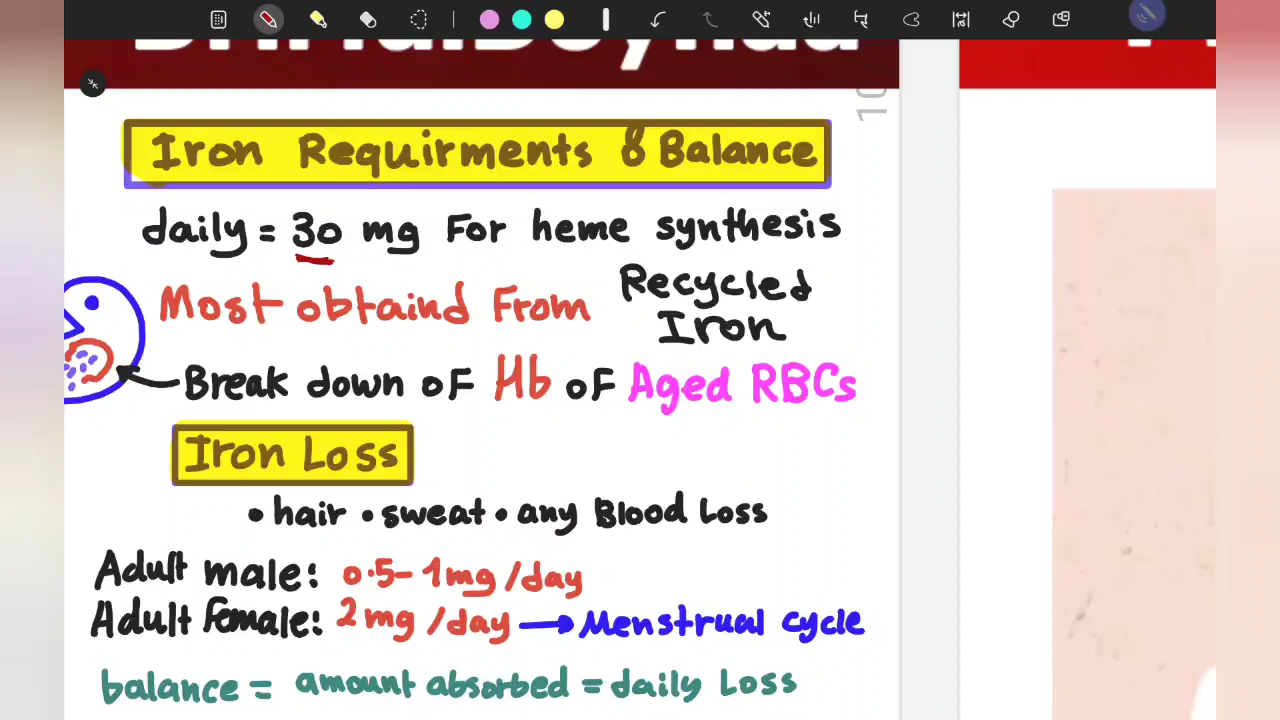 Iron Requirments & Balance
daily = 30 mg For heme synthesis
Most obtaind From Recycled Iron
Break down of Hb of Aged RBCs
Iron Loss
• hair • sweat • any Blood Loss
Adult male: 0.5-1mg/day
Adult Female: 2mg/day → Menstrual cycle
balance = amount absorbed = daily Loss